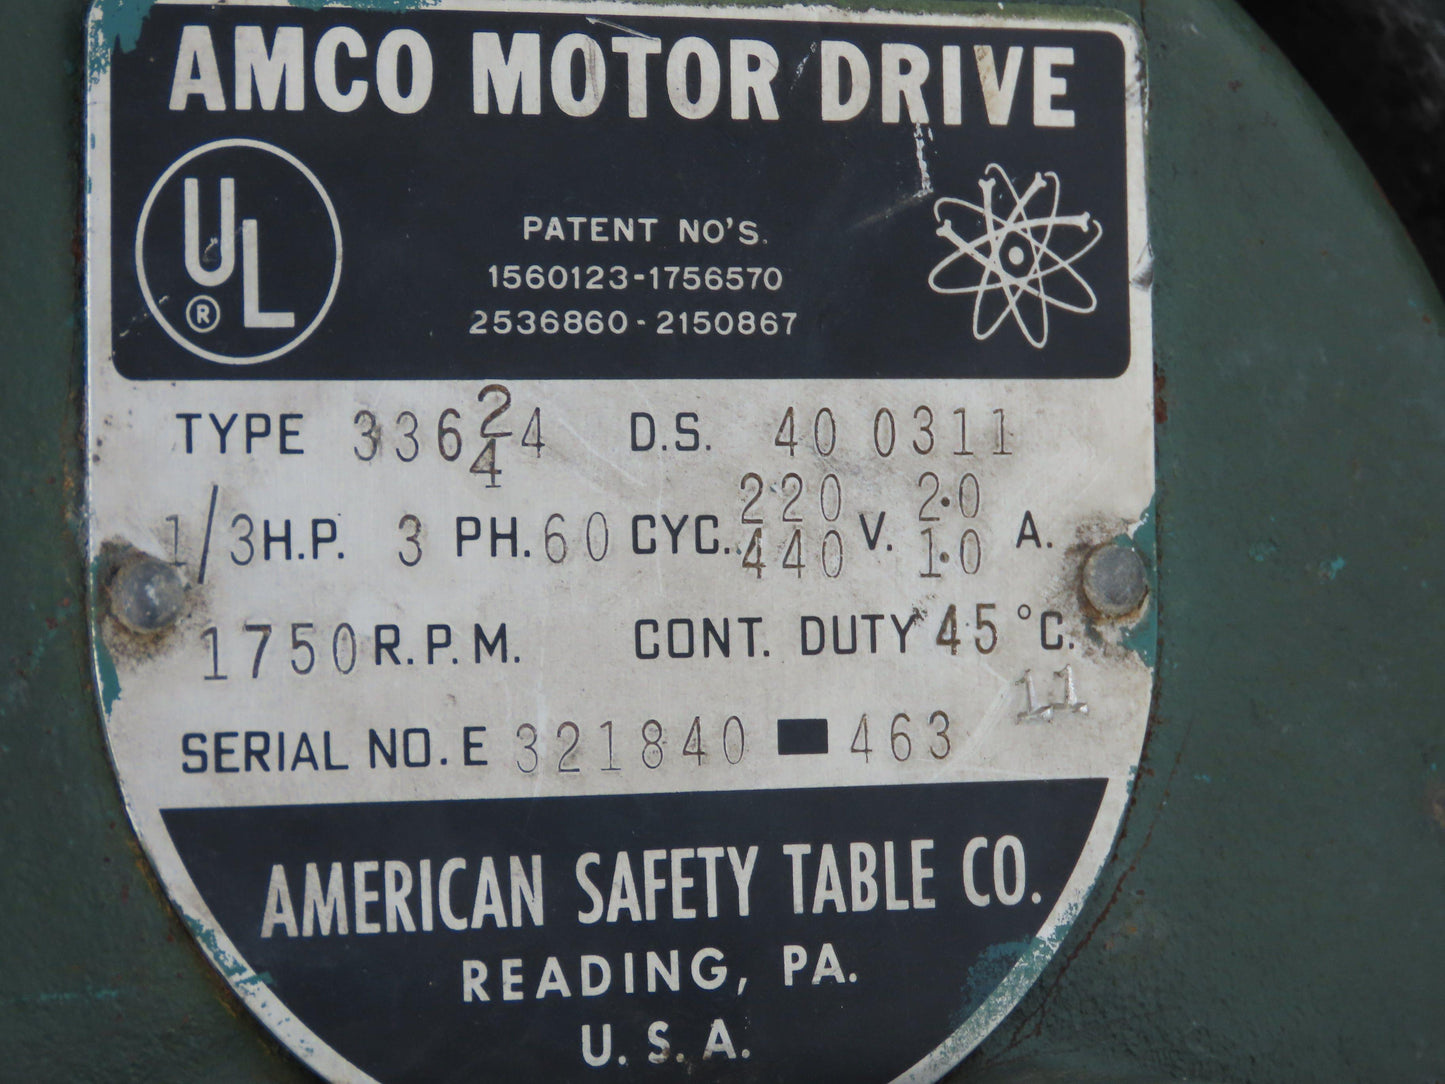 AMCO MOTOR DRIVE
UL
®
PATENT NO'S.
1560123-1756570
2536860-2150867
TYPE 336 2/4 4 D.S. 40 0311
1/3 H.P. 3 PH. 60 CYC. 220/440 V. 2.0/1.0 A.
1750 R.P.M. CONT. DUTY 45 °C.
11
SERIAL NO. E 321840 - 463
AMERICAN SAFETY TABLE CO.
READING, PA.
U. S. A.